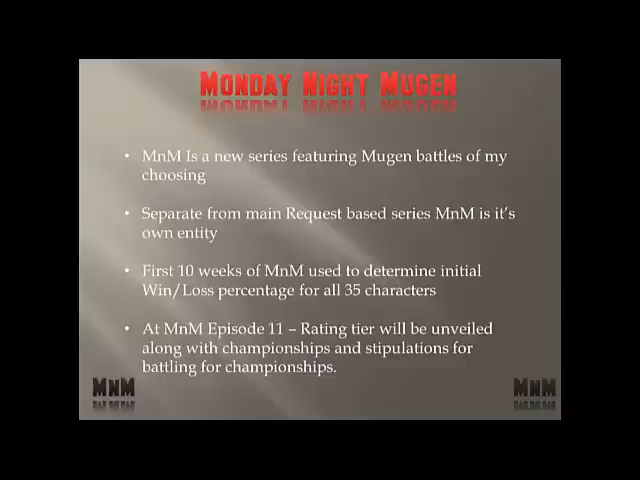 Monday Night Mugen
• MnM Is a new series featuring Mugen battles of my
choosing
• Separate from main Request based series MnM is it's
own entity
• First 10 weeks of MnM used to determine initial
Win/Loss percentage for all 35 characters
• At MnM Episode 11 – Rating tier will be unveiled
along with championships and stipulations for
battling for championships.
MnM
MnM